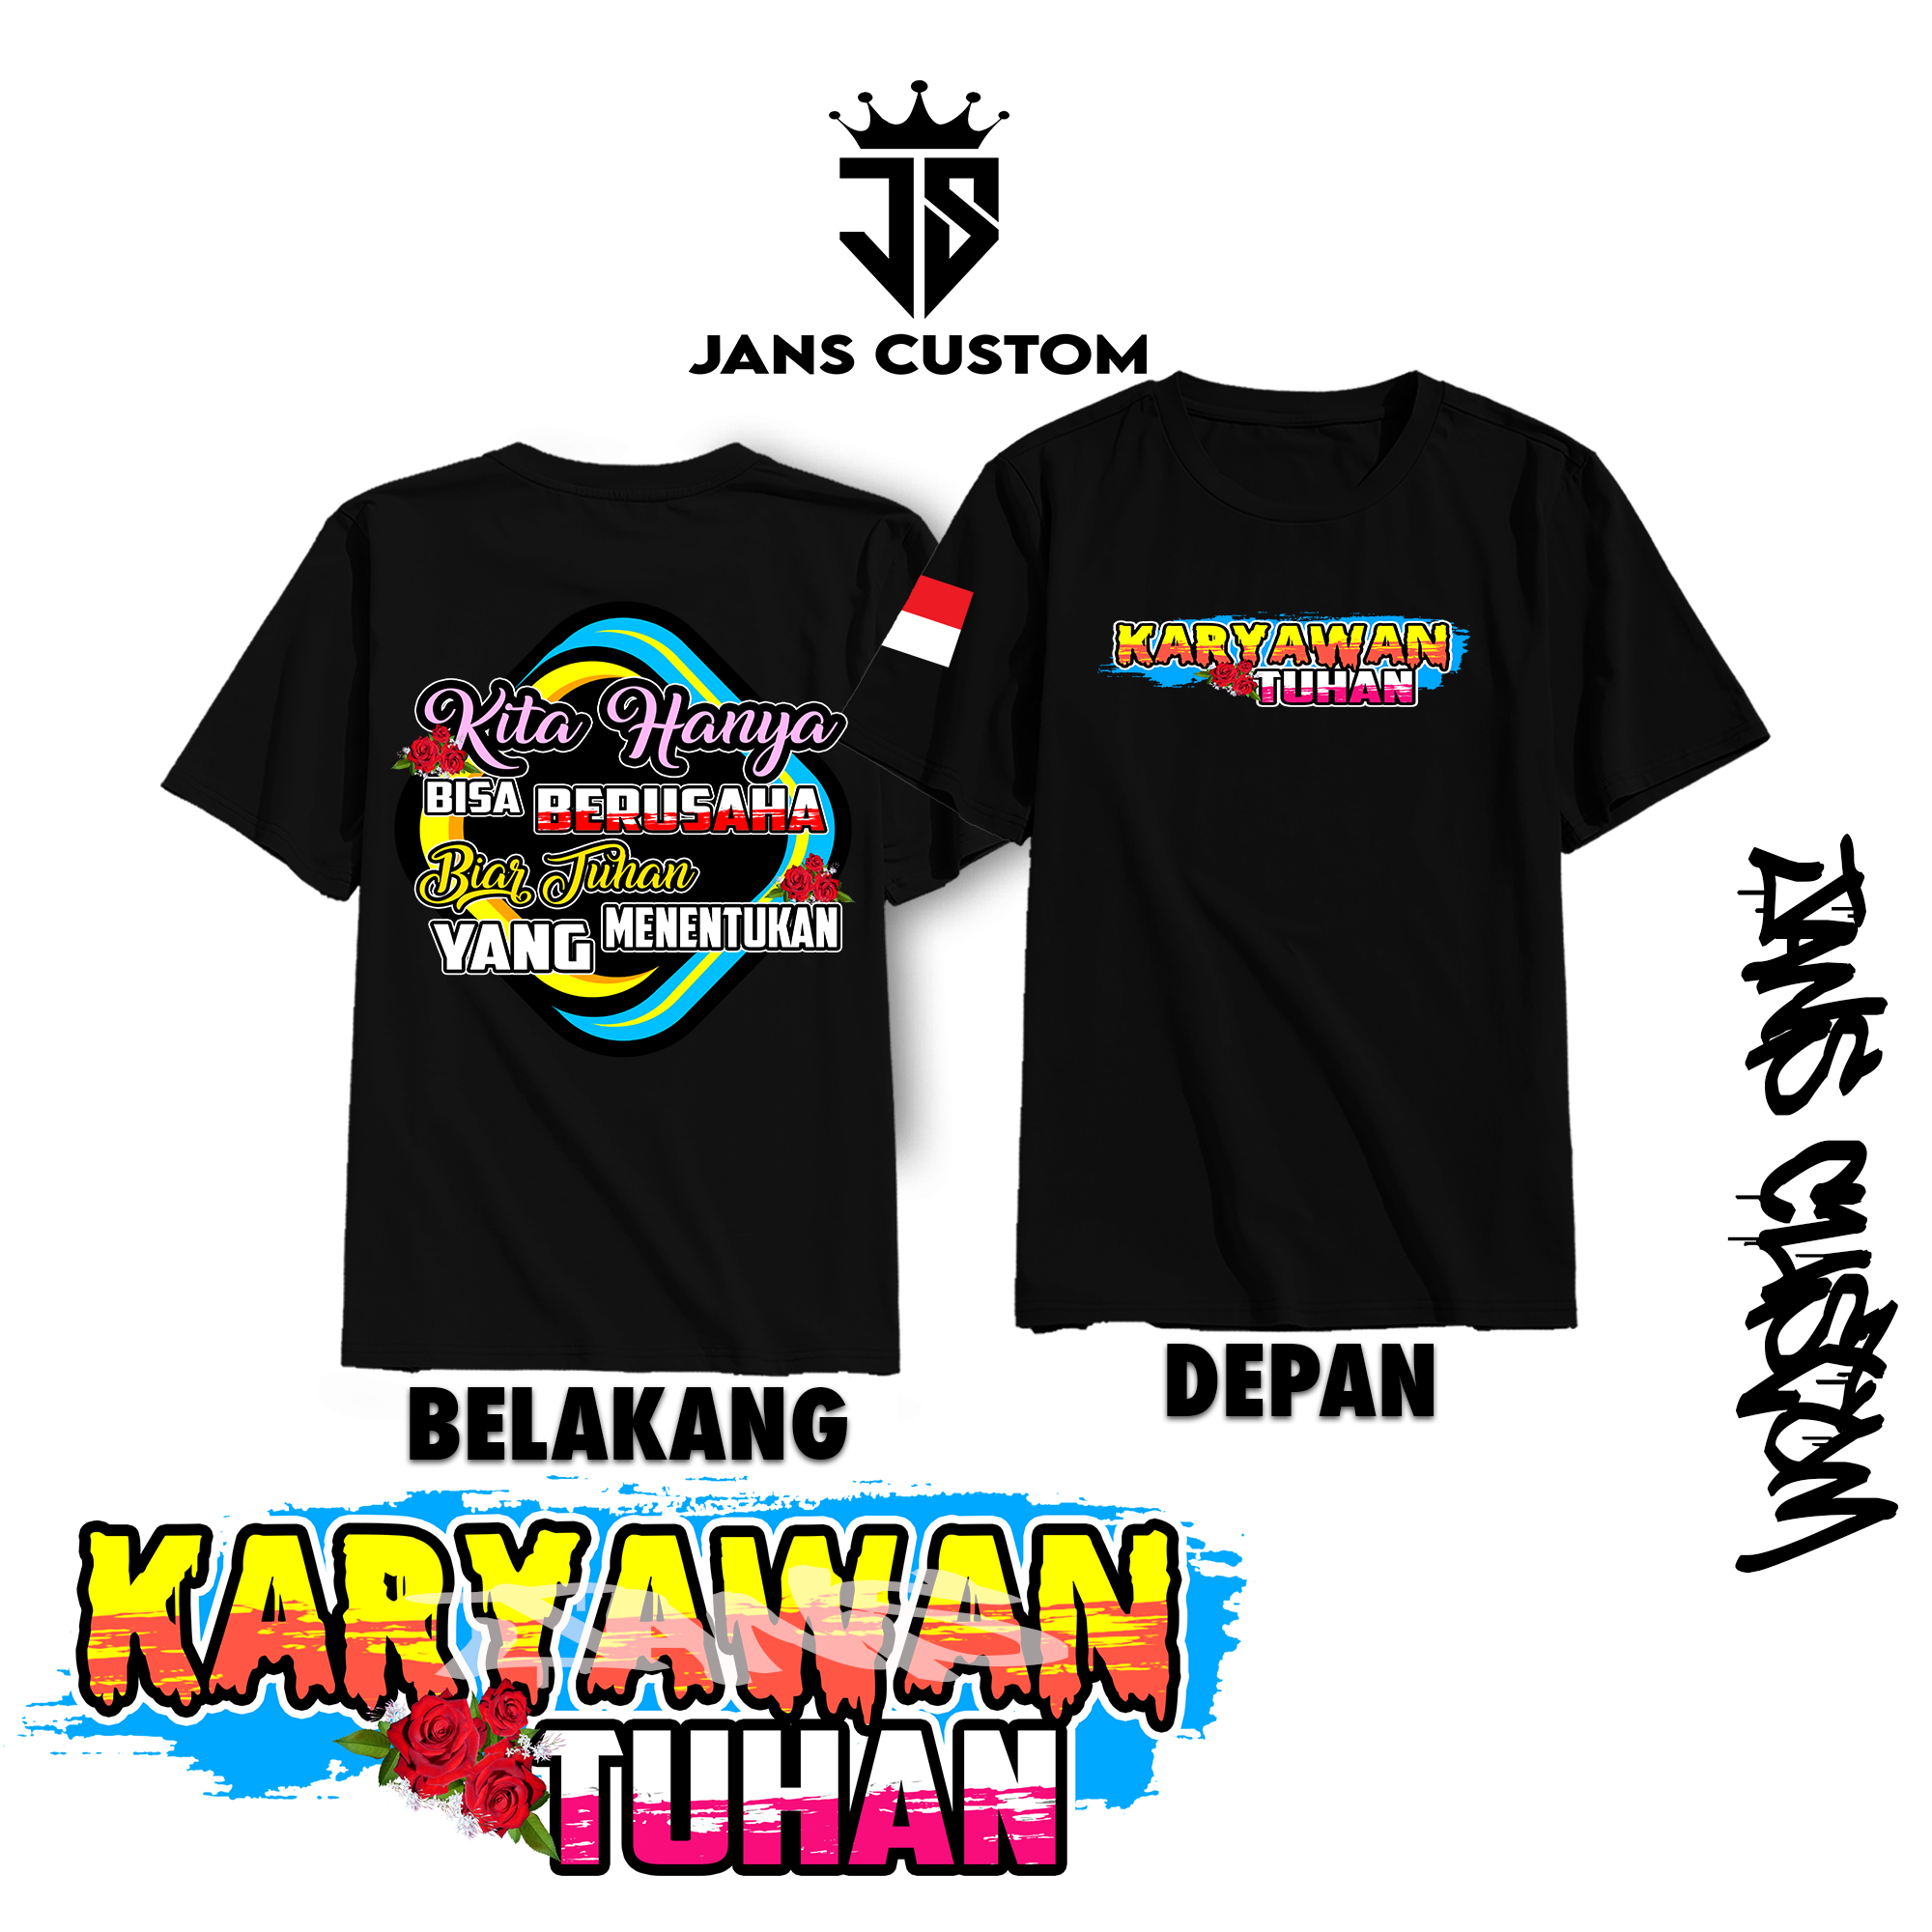 JS
JANS CUSTOM
Kita Hanya
BISA BERUSAHA
Biar Tuhan
YANG MENENTUKAN
KARYAWAN
TUHAN
JANS CUSTOM
BELAKANG
DEPAN
KARYAWAN
JANS
TUHAN